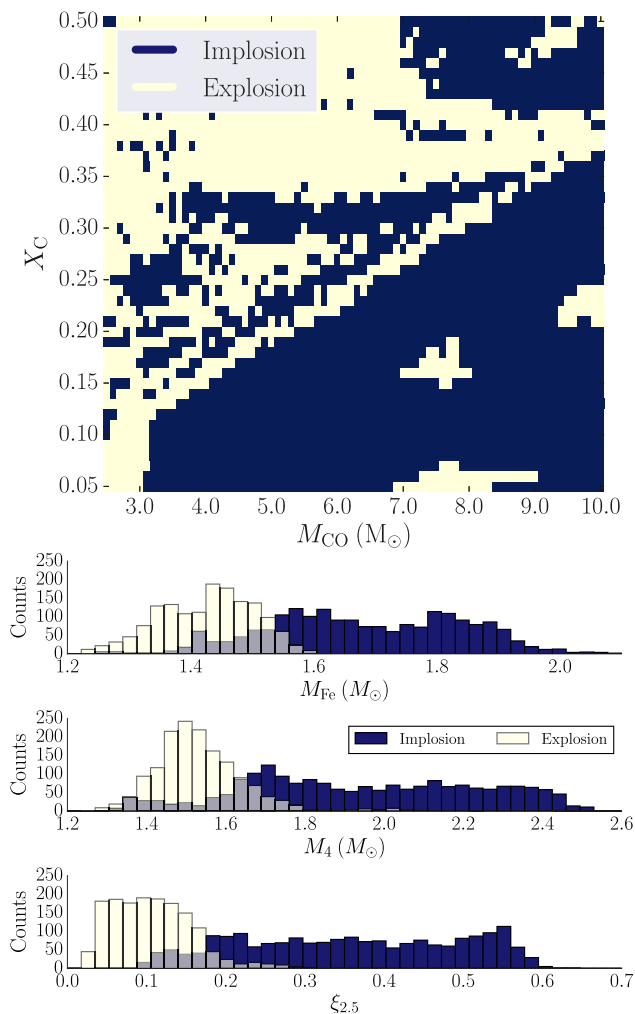 0.50
Implosion
0.45
Explosion
0.40
0.35
0.30
X_C
0.25
0.20
0.15
0.10
0.05
3.0 4.0 5.0 6.0 7.0 8.0 9.0 10.0
M_CO (M_⊙)
250
200
150
100
50
0
Counts
1.2 1.4 1.6 1.8 2.0
M_Fe (M_⊙)
250
200
150
100
50
0
Counts
Implosion Explosion
1.2 1.4 1.6 1.8 2.0 2.2 2.4 2.6
M_4 (M_⊙)
250
200
150
100
50
0
Counts
0.0 0.1 0.2 0.3 0.4 0.5 0.6 0.7
ξ_2.5